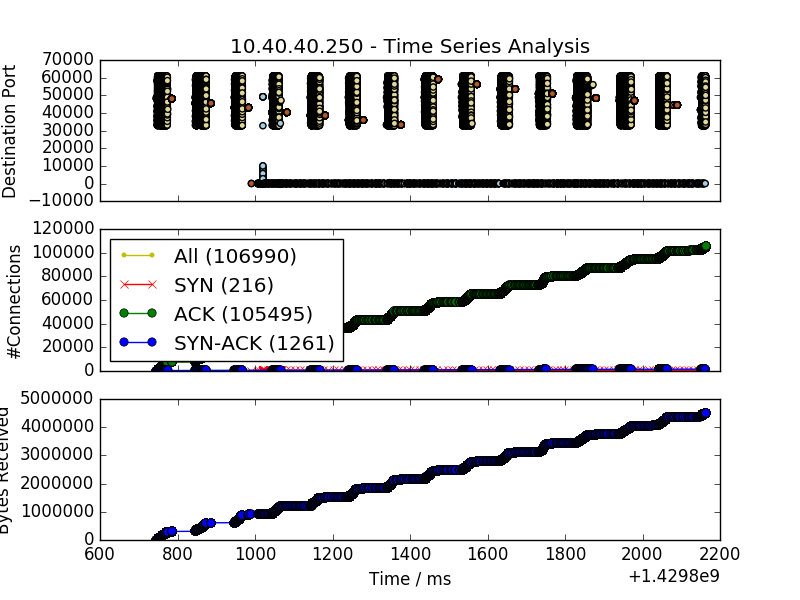 10.40.40.250 - Time Series Analysis
70000
60000
50000
40000
30000
20000
10000
0
−10000
Destination Port
120000
100000
80000
60000
40000
20000
0
#Connections
All (106990)
SYN (216)
ACK (105495)
SYN-ACK (1261)
5000000
4000000
3000000
2000000
1000000
0
Bytes Received
600 800 1000 1200 1400 1600 1800 2000 2200
Time / ms
+1.4298e9